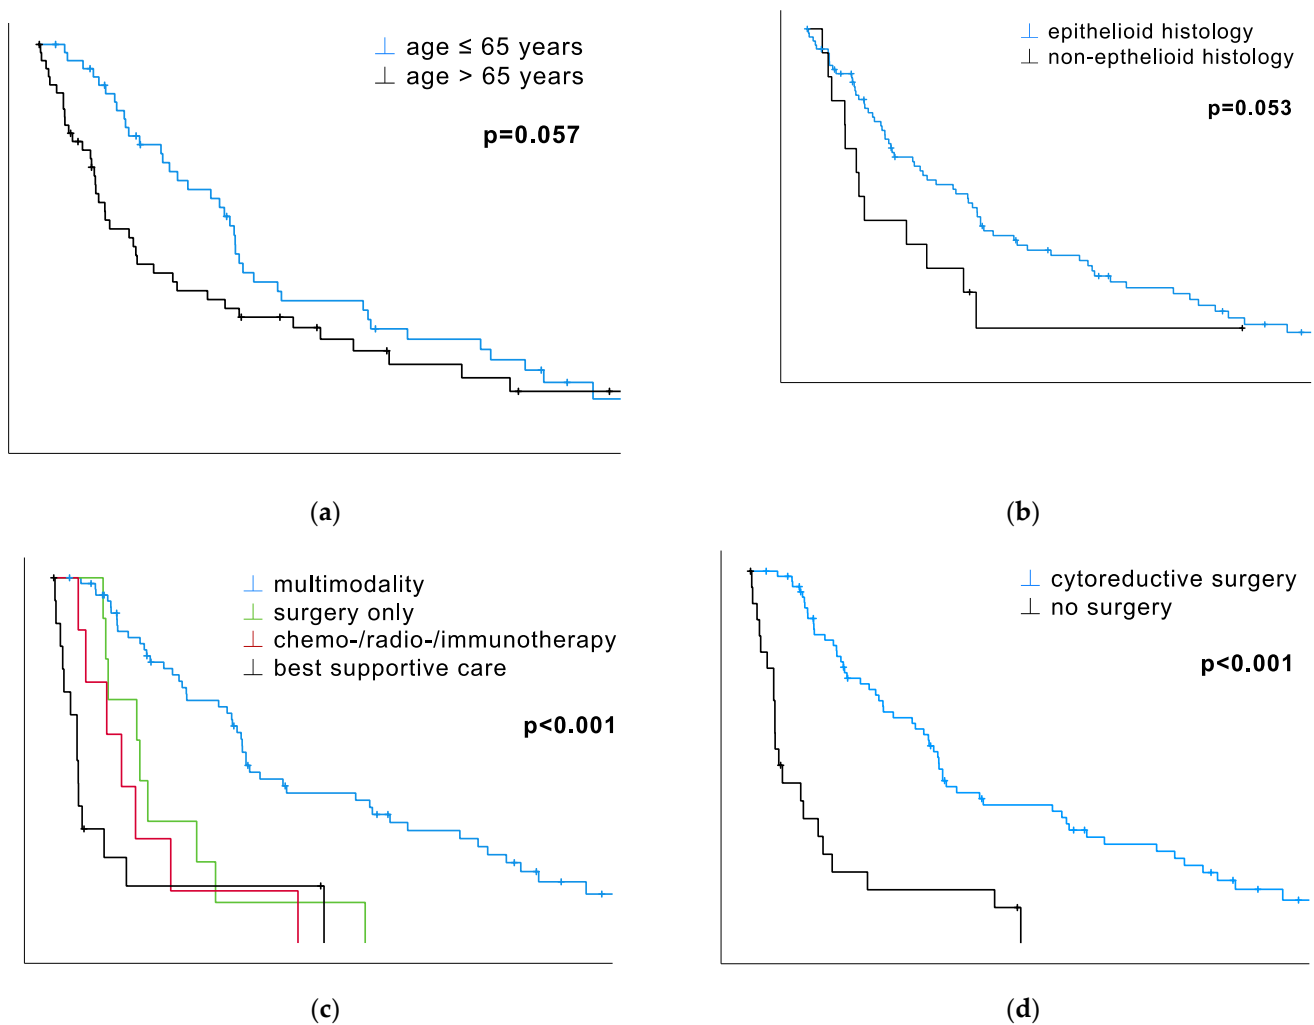 age ≤ 65 years
age > 65 years
p=0.057
(a)
epithelioid histology
non-epthelioid histology
p=0.053
(b)
multimodality
surgery only
chemo-/radio-/immunotherapy
best supportive care
p<0.001
(c)
cytoreductive surgery
no surgery
p<0.001
(d)